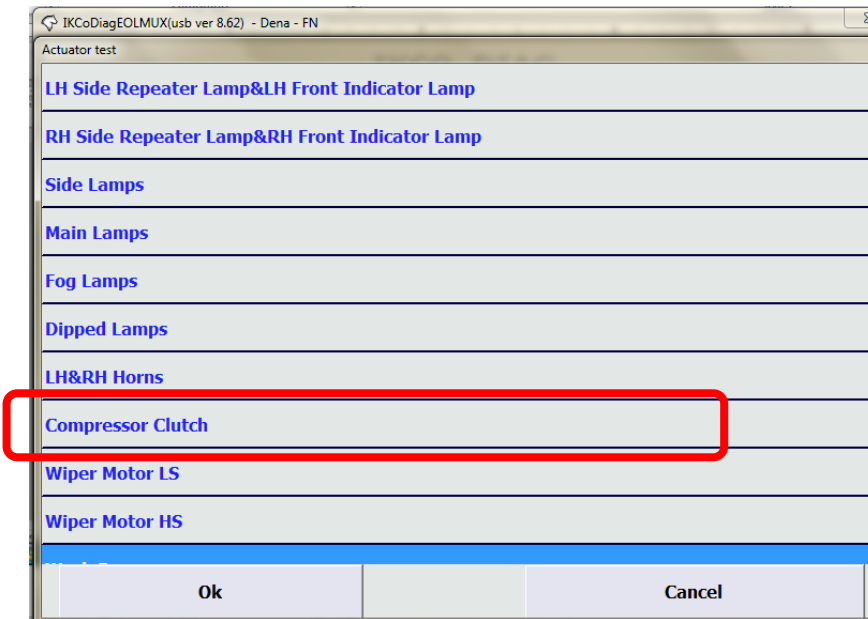 IKCoDiagEOLMUX(usb ver 8.62) - Dena - FN
Actuator test
LH Side Repeater Lamp&LH Front Indicator Lamp
RH Side Repeater Lamp&RH Front Indicator Lamp
Side Lamps
Main Lamps
Fog Lamps
Dipped Lamps
LH&RH Horns
Compressor Clutch
Wiper Motor LS
Wiper Motor HS
Ok Cancel